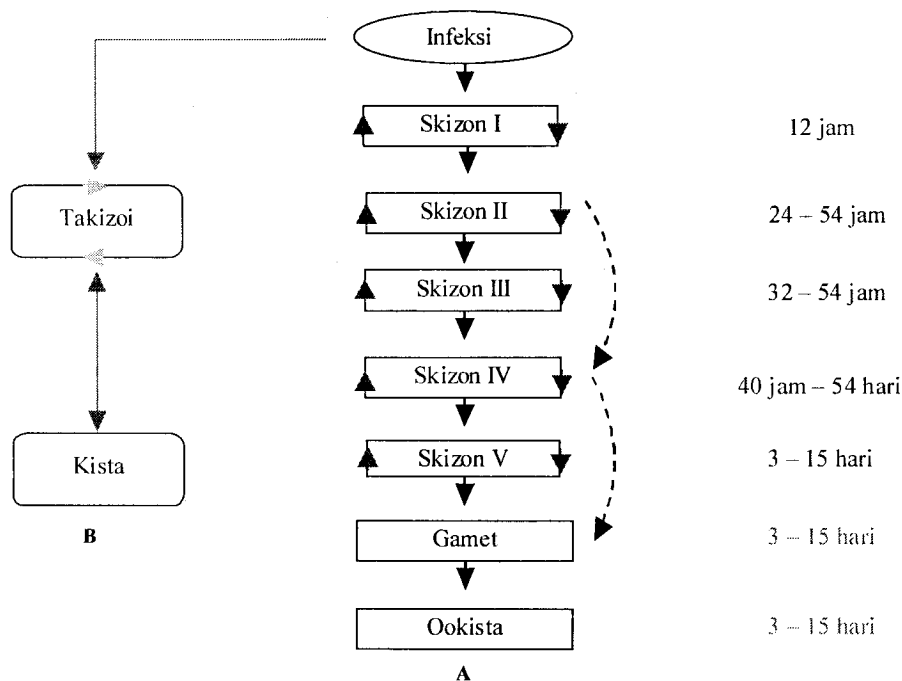 Infeksi
Skizon I
12 jam
Takizoi
Skizon II
24 – 54 jam
Skizon III
32 – 54 jam
Skizon IV
40 jam – 54 hari
Kista
Skizon V
3 – 15 hari
B
Gamet
3 – 15 hari
Ookista
3 – 15 hari
A